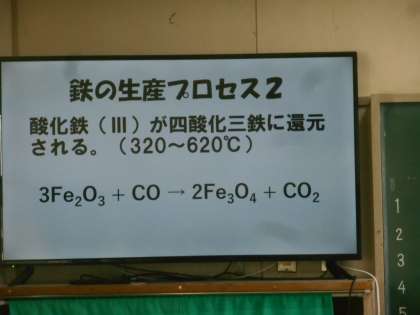 鉄の生産プロセス2
酸化鉄(Ⅲ)が四酸化三鉄に還元
される。(320～620℃)
3Fe₂O₃ + CO → 2Fe₃O₄ + CO₂
1
2
3
4
5